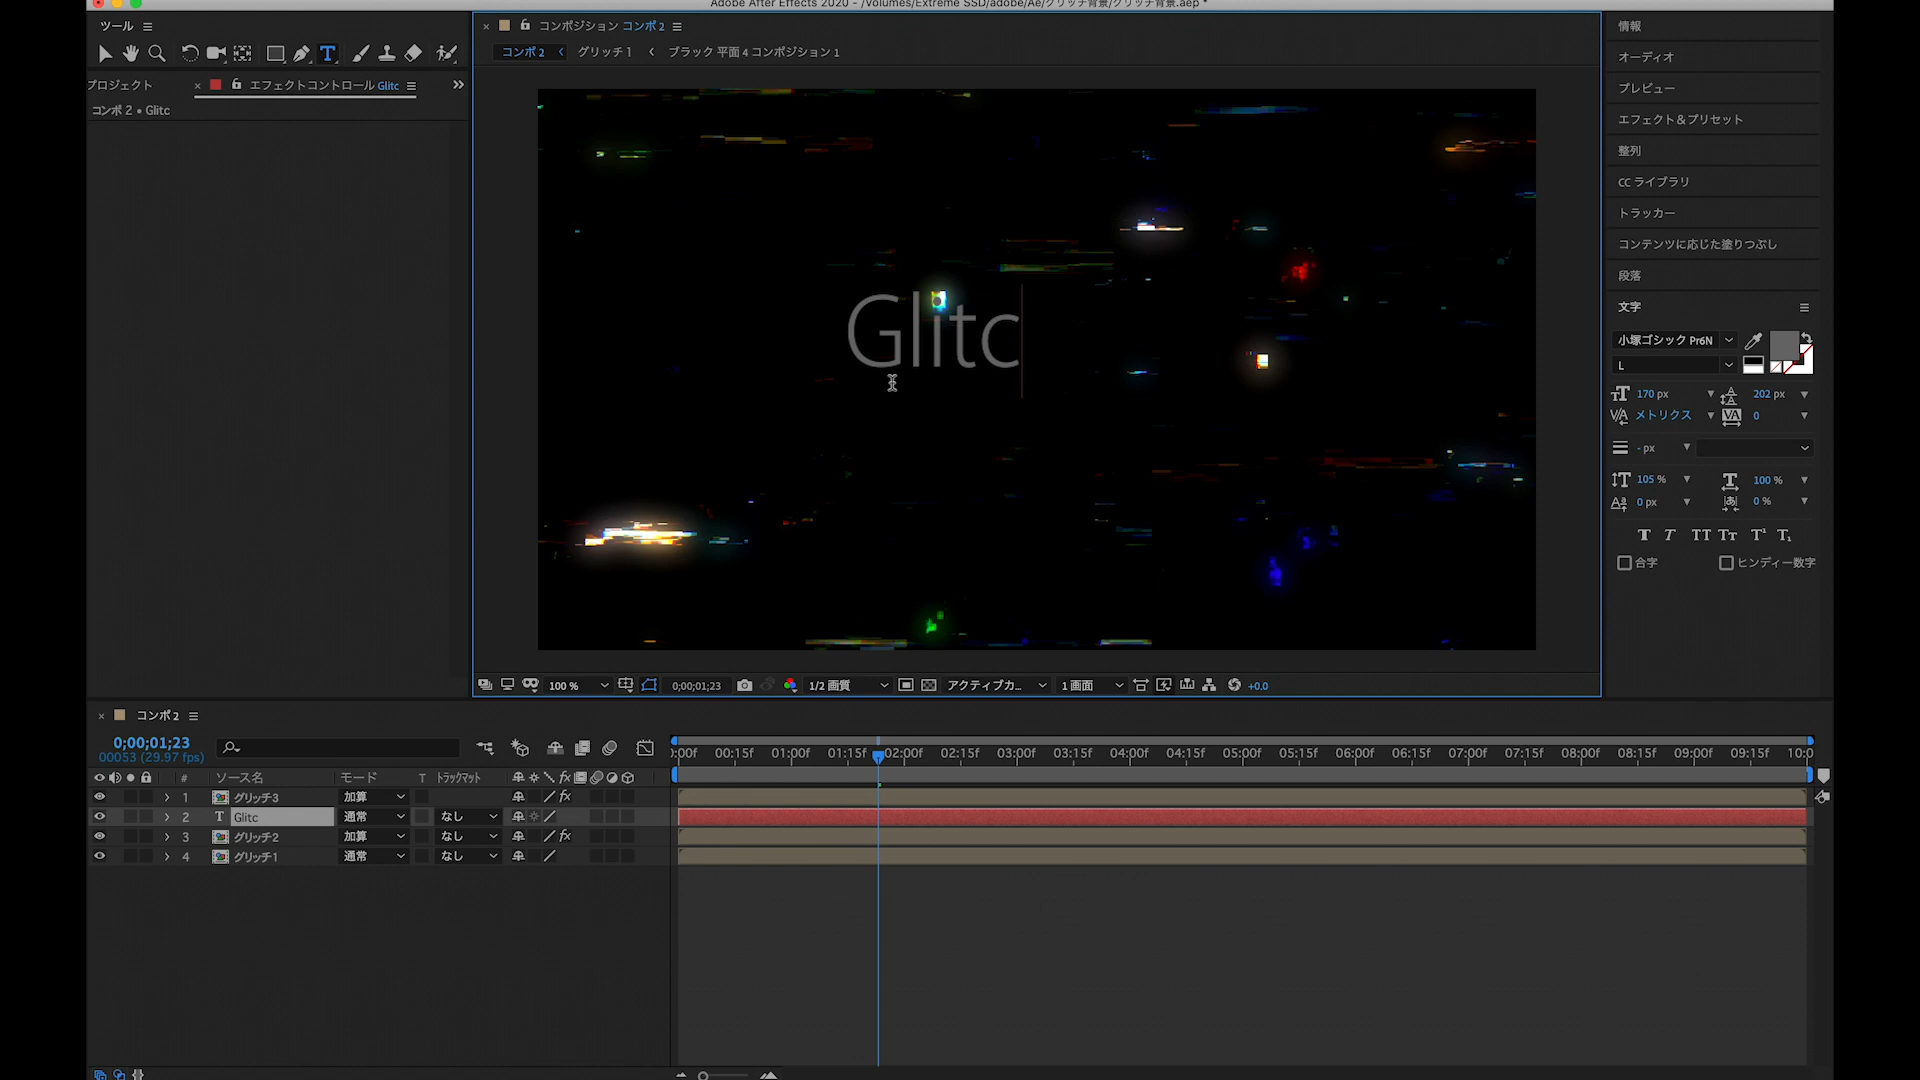 Adobe After Effects 2020 - /Volumes/Extreme SSD/adobe/Ae/グリッチ背景/グリッチ背景.aep *
ツール
プロジェクト
エフェクトコントロール Glitc
コンポ 2 • Glitc
コンポジション コンポ 2
コンポ 2 グリッチ 1 ブラック 平面 4 コンポジション 1
Glitc
100 %
0;00;01;23
1/2 画質
アクティブカ...
1 画面
+0.0
情報
オーディオ
プレビュー
エフェクト＆プリセット
整列
CC ライブラリ
トラッカー
コンテンツに応じた塗りつぶし
段落
文字
小塚ゴシック Pr6N
L
170 px 202 px
メトリクス 0
- px
105 % 100 %
0 px 0 %
合字 ヒンディー数字
コンポ 2
0;00;01;23
00053 (29.97 fps)
# ソース名 モード T トラックマット
1 グリッチ3 加算
2 T Glitc 通常 なし
3 グリッチ2 加算 なし
4 グリッチ1 通常 なし
):00f 00:15f 01:00f 01:15f 02:00f 02:15f 03:00f 03:15f 04:00f 04:15f 05:00f 05:15f 06:00f 06:15f 07:00f 07:15f 08:00f 08:15f 09:00f 09:15f 10:0